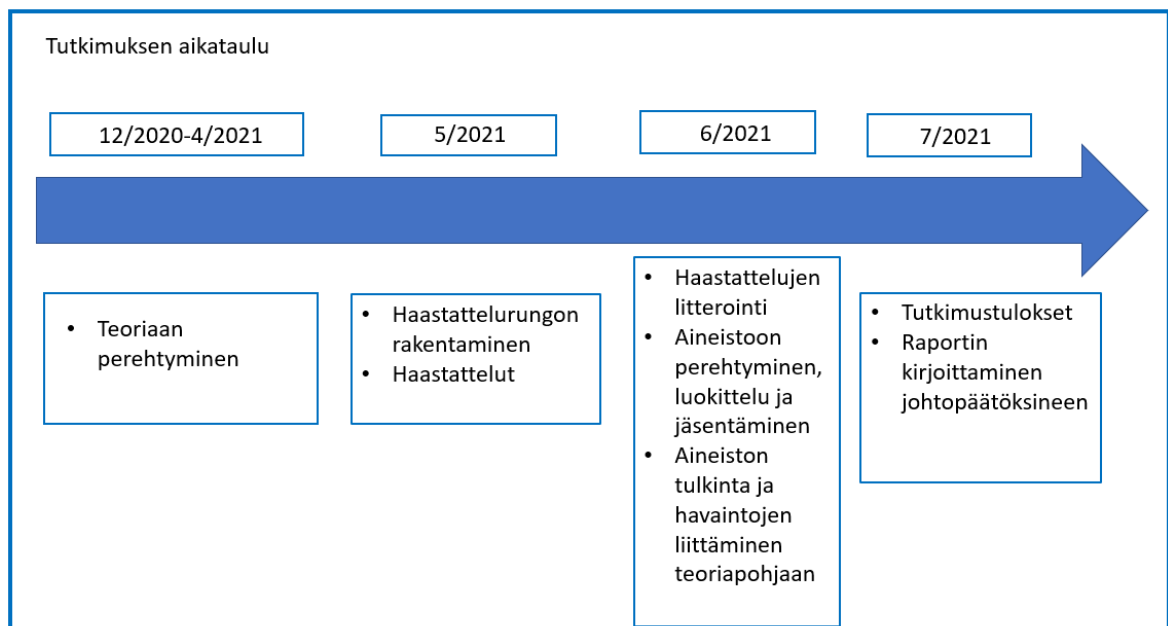 Tutkimuksen aikataulu
12/2020-4/2021
5/2021
6/2021
7/2021
• Teoriaan
perehtyminen
• Haastattelurungon
rakentaminen
• Haastattelut
• Haastattelujen
litterointi
• Aineistoon
perehtyminen,
luokittelu ja
jäsentäminen
• Aineiston
tulkinta ja
havaintojen
liittäminen
teoriapohjaan
• Tutkimustulokset
• Raportin
kirjoittaminen
johtopäätöksineen